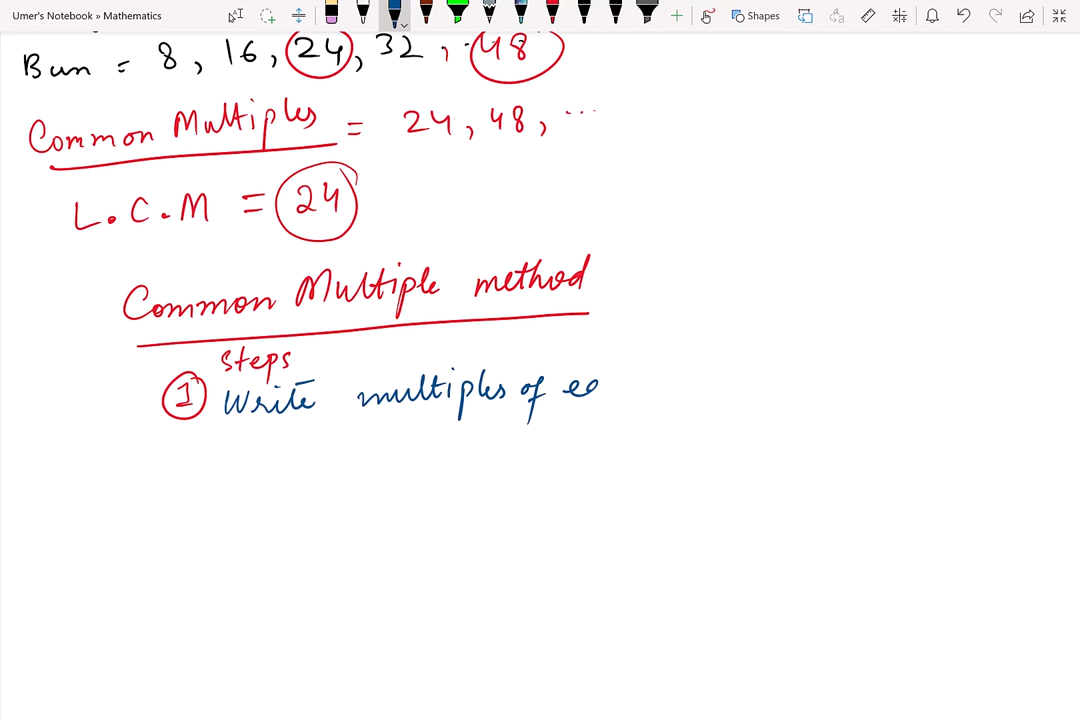 Umer's Notebook » Mathematics
Shapes
Bun = 8, 16, 24, 32, 48
Common Multiples = 24, 48, ...
L.C.M = 24
Common Multiple method
Steps
1 Write multiples of